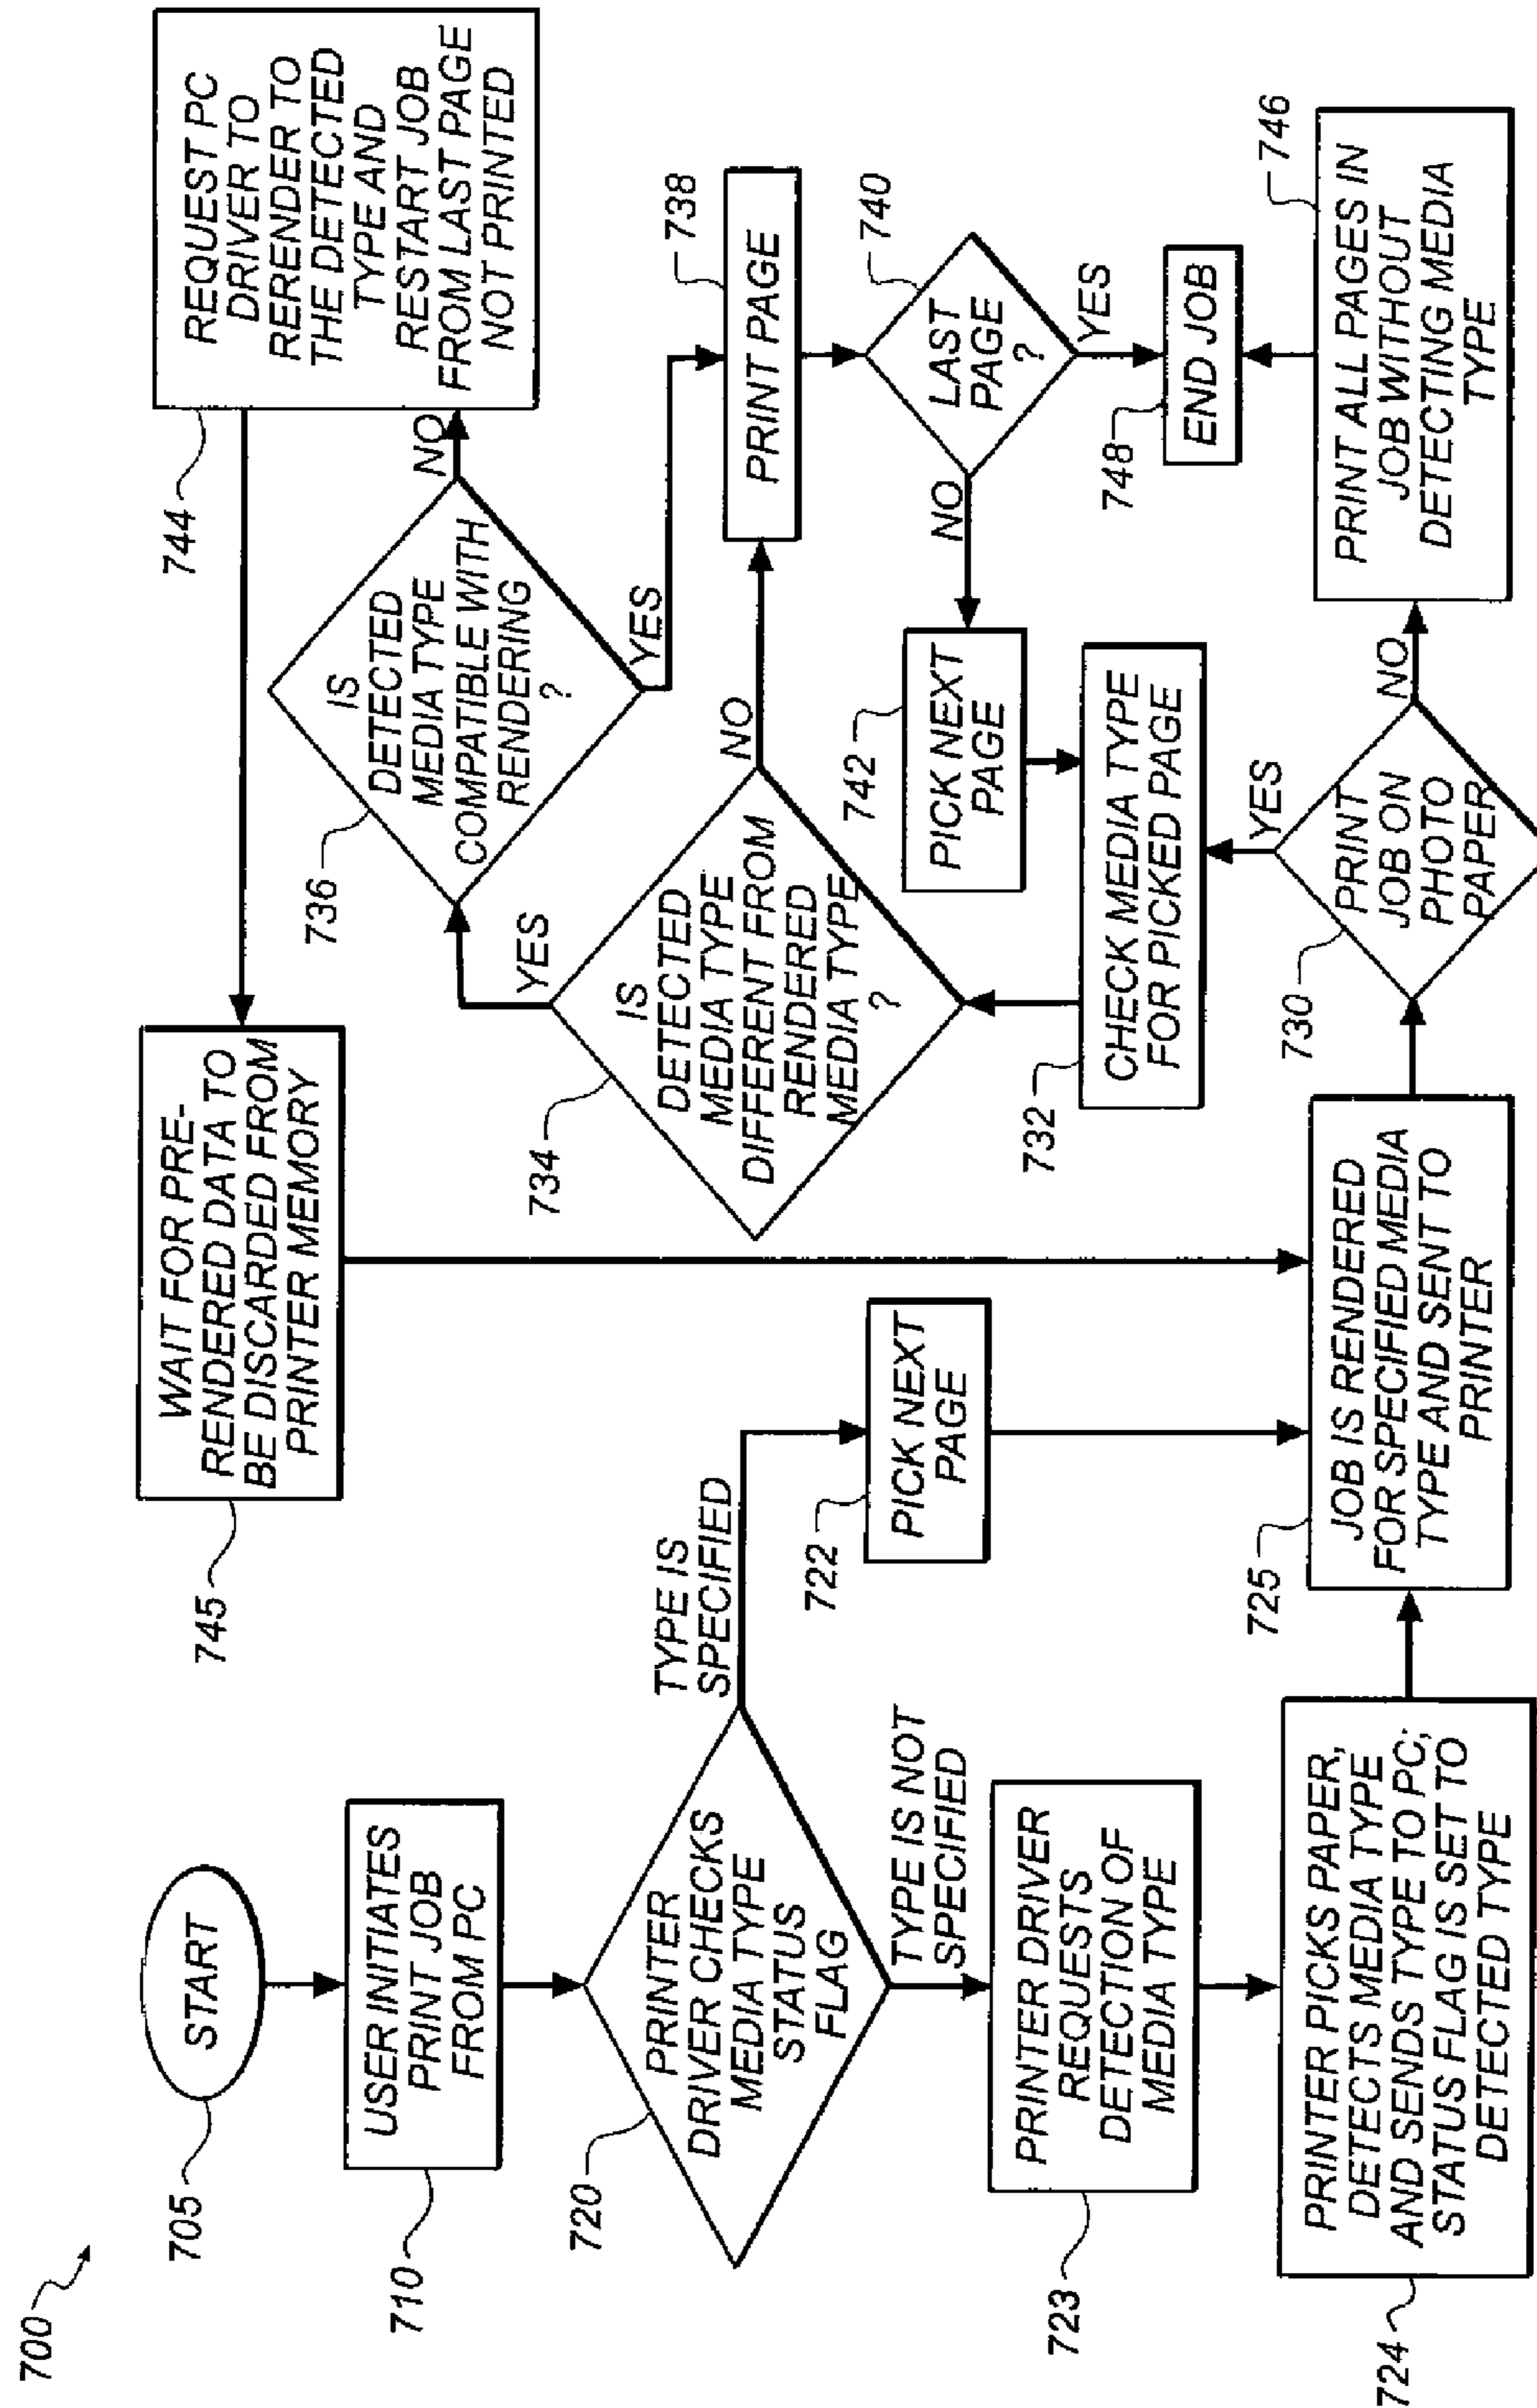 700
705
START
710
USER INITIATES
PRINT JOB
FROM PC
720
PRINTER
DRIVER CHECKS
MEDIA TYPE
STATUS
FLAG
TYPE IS
SPECIFIED
TYPE IS NOT
SPECIFIED
722
PICK NEXT
PAGE
723
PRINTER DRIVER
REQUESTS
DETECTION OF
MEDIA TYPE
724
PRINTER PICKS PAPER,
DETECTS MEDIA TYPE
AND SENDS TYPE TO PC;
STATUS FLAG IS SET TO
DETECTED TYPE
725
JOB IS RENDERED
FOR SPECIFIED MEDIA
TYPE AND SENT TO
PRINTER
745
WAIT FOR PRE-
RENDERED DATA TO
BE DISCARDED FROM
PRINTER MEMORY
730
PRINT
JOB ON
PHOTO
PAPER
YES
NO
732
CHECK MEDIA TYPE
FOR PICKED PAGE
734
IS
DETECTED
MEDIA TYPE
DIFFERENT FROM
RENDERED
MEDIA TYPE
?
YES
NO
736
IS
DETECTED
MEDIA TYPE
COMPATIBLE WITH
RENDERING
?
NO
YES
744
REQUEST PC
DRIVER TO
RERENDER TO
THE DETECTED
TYPE AND
RESTART JOB
FROM LAST PAGE
NOT PRINTED
738
PRINT PAGE
740
LAST
PAGE
?
NO
YES
742
PICK NEXT
PAGE
748
END JOB
746
PRINT ALL PAGES IN
JOB WITHOUT
DETECTING MEDIA
TYPE